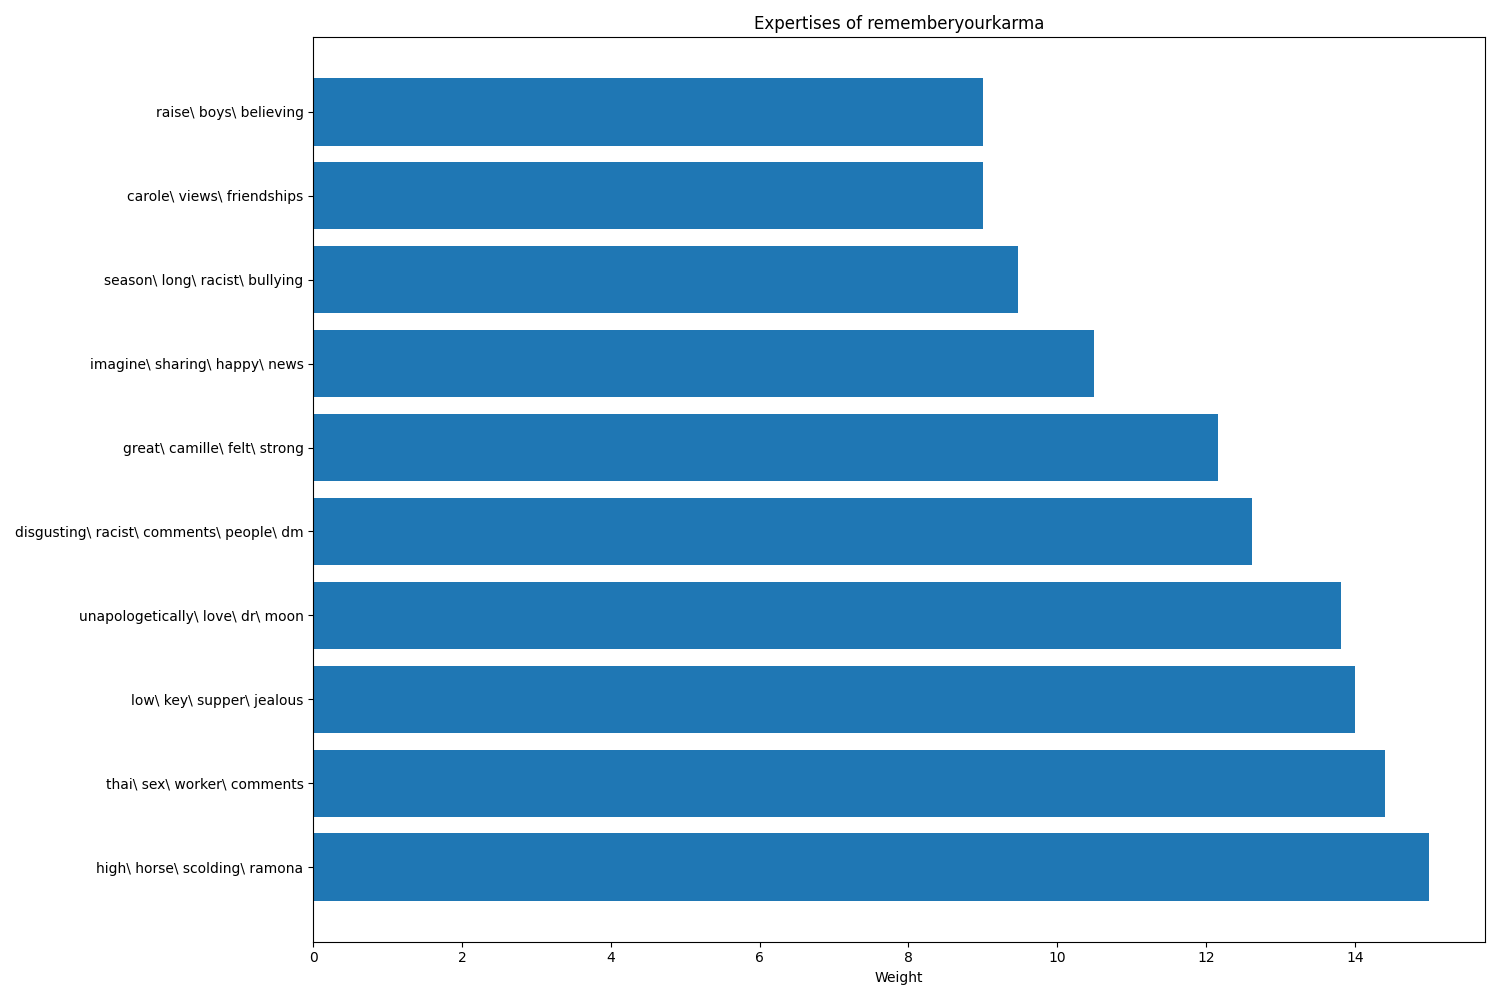 Expertises of rememberyourkarma
raise\ boys\ believing
carole\ views\ friendships
season\ long\ racist\ bullying
imagine\ sharing\ happy\ news
great\ camille\ felt\ strong
disgusting\ racist\ comments\ people\ dm
unapologetically\ love\ dr\ moon
low\ key\ supper\ jealous
thai\ sex\ worker\ comments
high\ horse\ scolding\ ramona
0 2 4 6 8 10 12 14
Weight